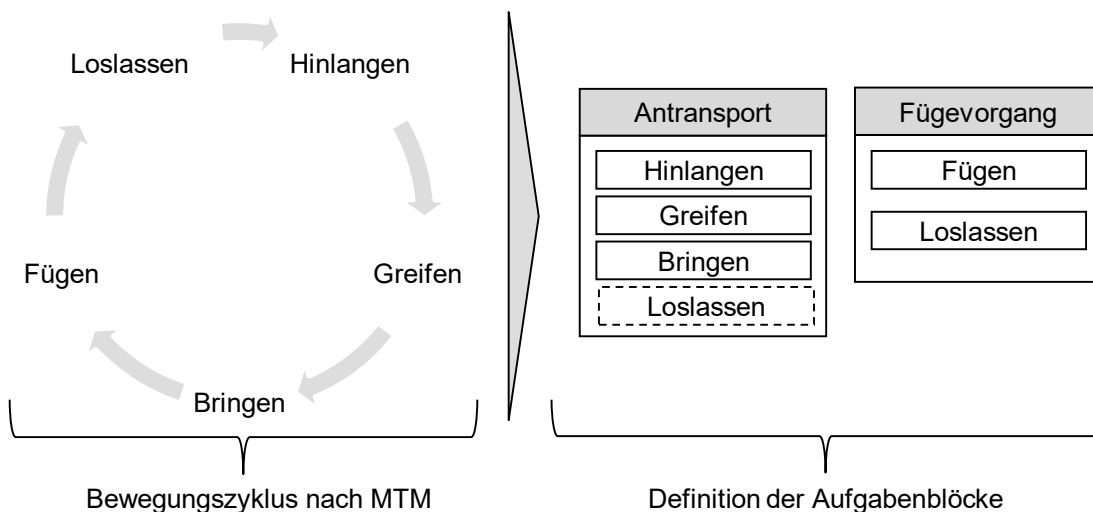 Loslassen
Hinlangen
Greifen
Bringen
Fügen
Bewegungszyklus nach MTM
Antransport
Hinlangen
Greifen
Bringen
Loslassen
Fügevorgang
Fügen
Loslassen
Definition der Aufgabenblöcke